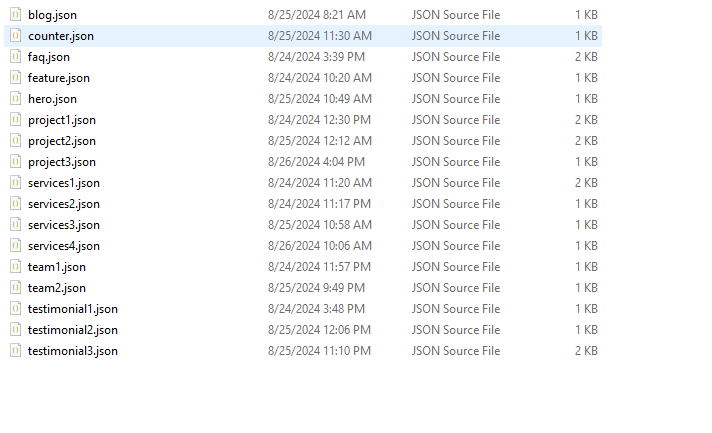 blog.json 8/25/2024 8:21 AM JSON Source File 1 KB
counter.json 8/25/2024 11:30 AM JSON Source File 1 KB
faq.json 8/24/2024 3:39 PM JSON Source File 2 KB
feature.json 8/24/2024 10:20 AM JSON Source File 1 KB
hero.json 8/25/2024 10:49 AM JSON Source File 1 KB
project1.json 8/24/2024 12:30 PM JSON Source File 2 KB
project2.json 8/25/2024 12:12 AM JSON Source File 1 KB
project3.json 8/26/2024 4:04 PM JSON Source File 1 KB
services1.json 8/24/2024 11:20 AM JSON Source File 2 KB
services2.json 8/24/2024 11:17 PM JSON Source File 1 KB
services3.json 8/25/2024 10:58 AM JSON Source File 1 KB
services4.json 8/26/2024 10:06 AM JSON Source File 1 KB
team1.json 8/24/2024 11:57 PM JSON Source File 1 KB
team2.json 8/25/2024 9:49 PM JSON Source File 1 KB
testimonial1.json 8/24/2024 3:48 PM JSON Source File 1 KB
testimonial2.json 8/25/2024 12:06 PM JSON Source File 1 KB
testimonial3.json 8/25/2024 11:10 PM JSON Source File 2 KB